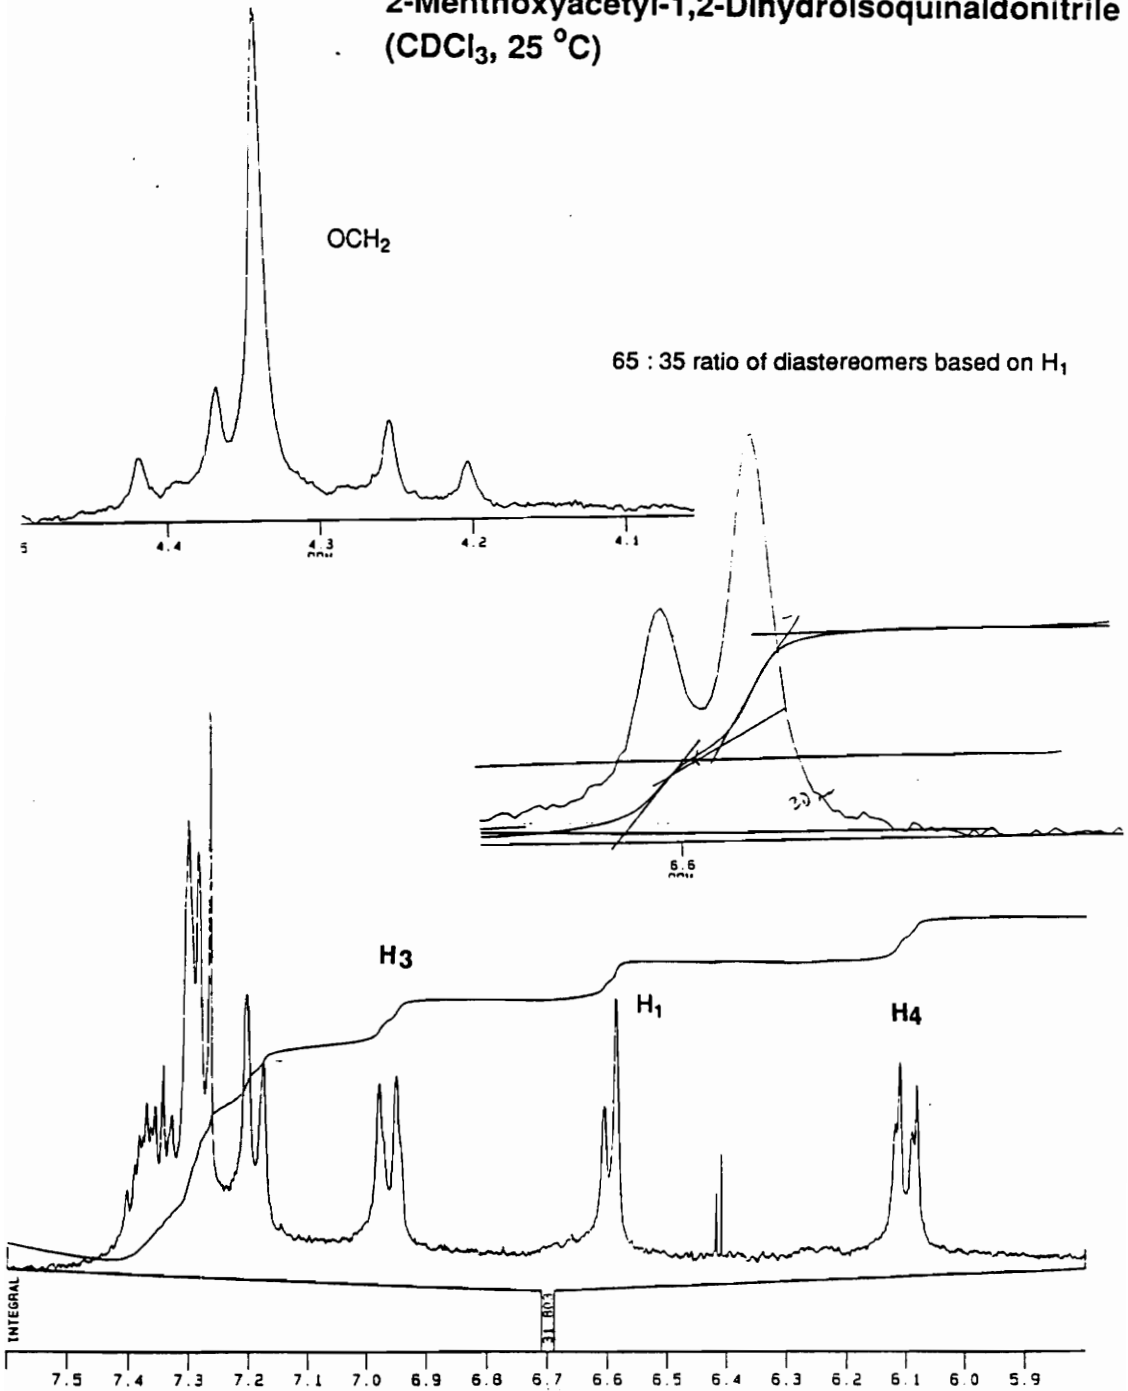 2-Menthoxyacetyl-1,2-Dihydroisoquinaldonitrile
(CDCl₃, 25 °C)
OCH₂
65 : 35 ratio of diastereomers based on H₁
5 4.4 4.3 4.2 4.1
6.6
H₃
H₁
H₄
INTEGRAL
31.803
7.5 7.4 7.3 7.2 7.1 7.0 6.9 6.8 6.7 6.6 6.5 6.4 6.3 6.2 6.1 6.0 5.9